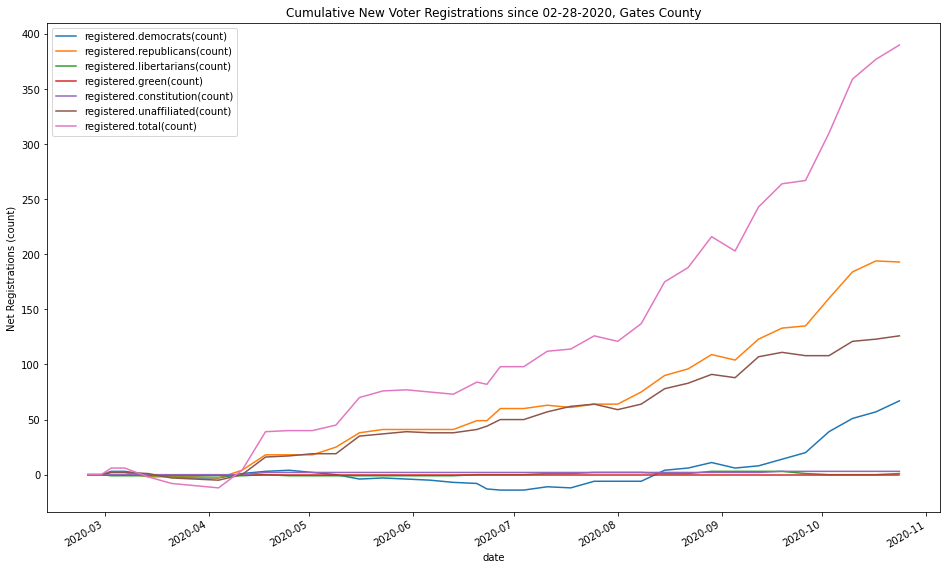 Cumulative New Voter Registrations since 02-28-2020, Gates County
registered.democrats(count)
registered.republicans(count)
registered.libertarians(count)
registered.green(count)
registered.constitution(count)
registered.unaffiliated(count)
registered.total(count)
Net Registrations (count)
400
350
300
250
200
150
100
50
0
2020-03
2020-04
2020-05
2020-06
2020-07
2020-08
2020-09
2020-10
2020-11
date